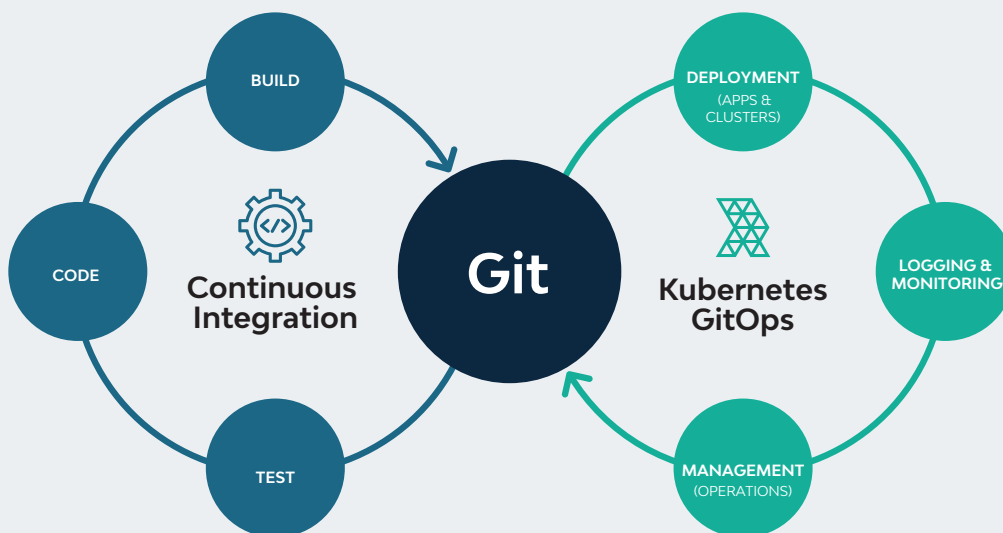 BUILD
CODE
TEST
</>
Continuous
Integration
Git
DEPLOYMENT
(APPS &
CLUSTERS)
LOGGING &
MONITORING
Kubernetes
GitOps
MANAGEMENT
(OPERATIONS)